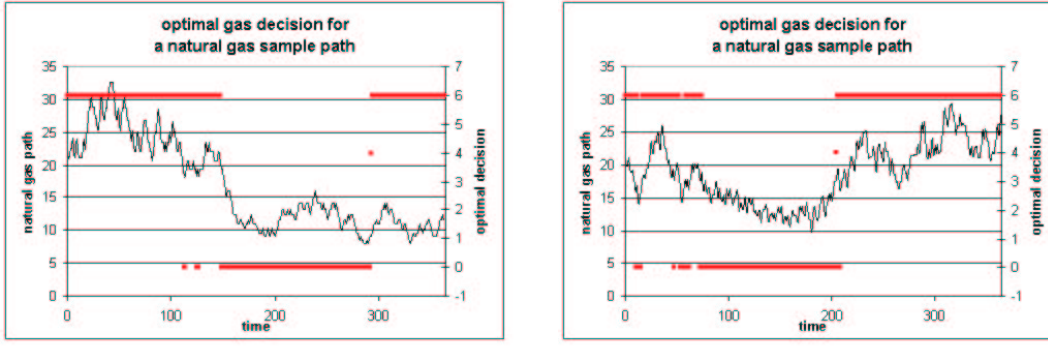 optimal gas decision for
a natural gas sample path
natural gas path
35
30
25
20
15
10
5
0
7
6
5
4
3
2
1
0
-1
optimal decision
0 100 200 300
time
optimal gas decision for
a natural gas sample path
natural gas path
35
30
25
20
15
10
5
0
7
6
5
4
3
2
1
0
-1
optimal decision
0 100 200 300
time